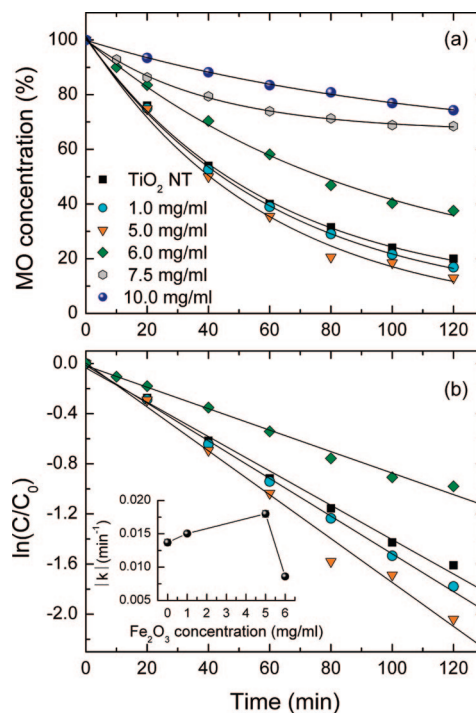 (a)
100
80
60
40
20
0
MO concentration (%)
TiO₂ NT
1.0 mg/ml
5.0 mg/ml
6.0 mg/ml
7.5 mg/ml
10.0 mg/ml
0 20 40 60 80 100 120
(b)
0.0
-0.4
-0.8
-1.2
-1.6
-2.0
ln(C/C₀)
0.020
0.015
0.010
0.005
|k| (min⁻¹)
0 1 2 3 4 5 6
Fe₂O₃ concentration (mg/ml)
0 20 40 60 80 100 120
Time (min)